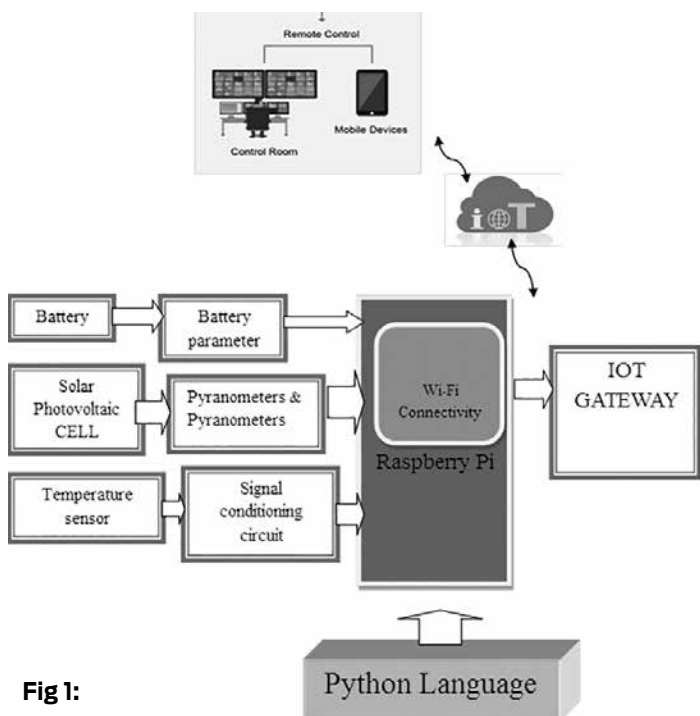 Remote Control
Control Room
Mobile Devices
iOT
Battery
Battery
parameter
Solar
Photovoltaic
CELL
Pyranometers &
Pyranometers
Temperature
sensor
Signal
conditioning
circuit
Wi-Fi
Connectivity
Raspberry Pi
IOT
GATEWAY
Python Language
Fig 1: